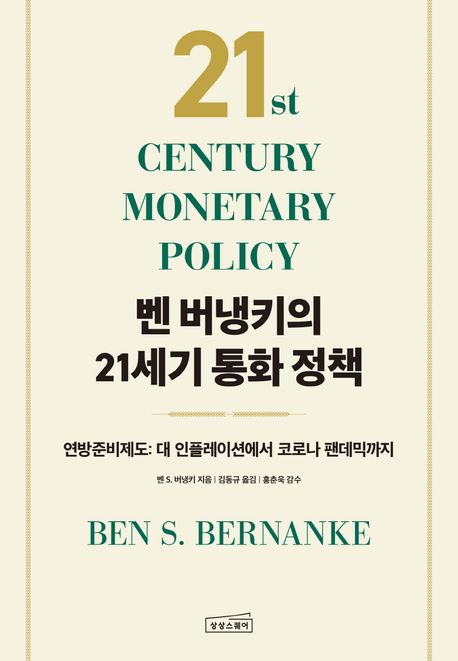 21st
CENTURY
MONETARY
POLICY
벤 버냉키의
21세기 통화 정책
연방준비제도: 대 인플레이션에서 코로나 팬데믹까지
벤 S. 버냉키 지음 | 김동규 옮김 | 홍춘욱 감수
BEN S. BERNANKE
상상스퀘어